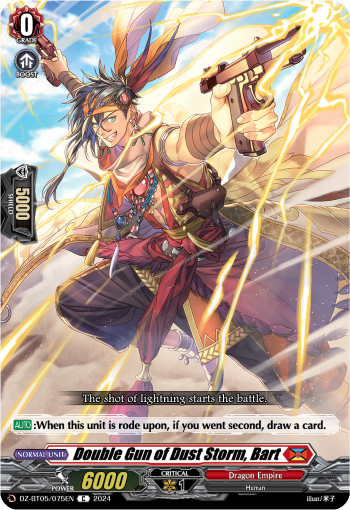 0
GRADE
BOOST
5000
SHIELD
The shot of lightning starts the battle.
AUTO :When this unit is rode upon, if you went second, draw a card.
NORMAL UNIT Double Gun of Dust Storm, Bart
POWER 6000 CRITICAL 1 Dragon Empire
Human
DZ-BT05/075EN C 2024 illust/米子